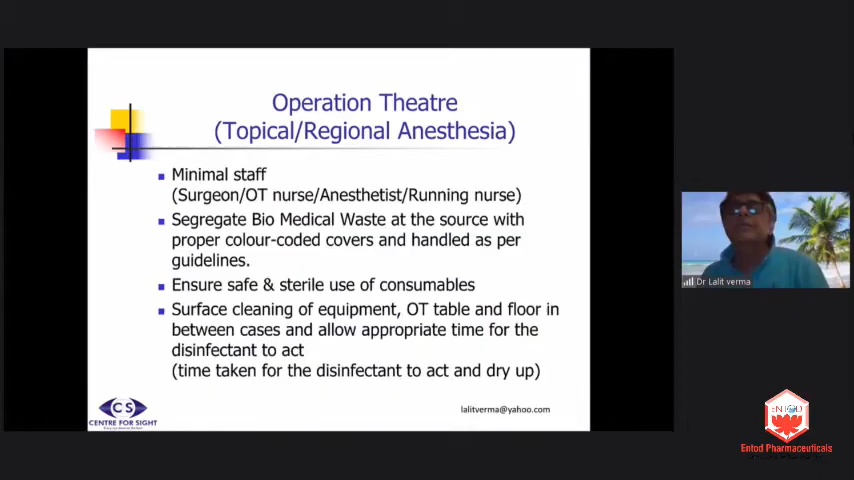 Operation Theatre
(Topical/Regional Anesthesia)
Minimal staff
(Surgeon/OT nurse/Anesthetist/Running nurse)
Segregate Bio Medical Waste at the source with
proper colour-coded covers and handled as per
guidelines.
Ensure safe & sterile use of consumables
Surface cleaning of equipment, OT table and floor in
between cases and allow appropriate time for the
disinfectant to act
(time taken for the disinfectant to act and dry up)
CS
CENTRE FOR SIGHT
lalitverma@yahoo.com
Dr Lalit verma
ENTOD
Entod Pharmaceuticals